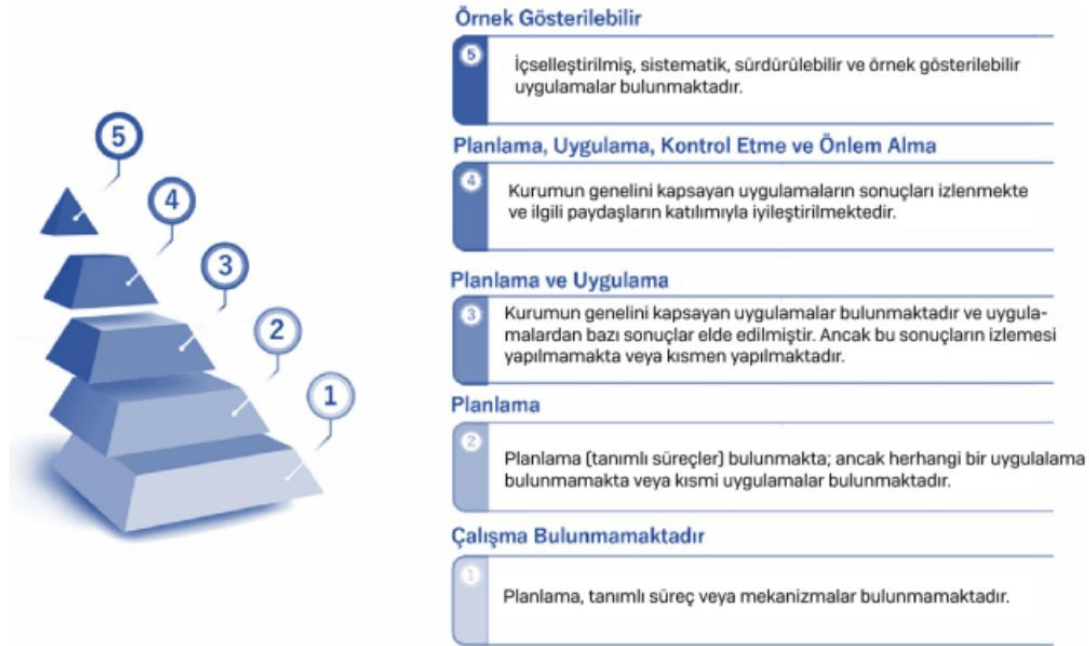 Örnek Gösterilebilir
5
İçselleştirilmiş, sistematik, sürdürülebilir ve örnek gösterilebilir
uygulamalar bulunmaktadır.
Planlama, Uygulama, Kontrol Etme ve Önlem Alma
4
Kurumun genelini kapsayan uygulamaların sonuçları izlenmekte
ve ilgili paydaşların katılımıyla iyileştirilmektedir.
Planlama ve Uygulama
3
Kurumun genelini kapsayan uygulamalar bulunmaktadır ve uygula-
malardan bazı sonuçlar elde edilmiştir. Ancak bu sonuçların izlemesi
yapılmamakta veya kısmen yapılmaktadır.
Planlama
2
Planlama (tanımlı süreçler) bulunmakta; ancak herhangi bir uygulalama
bulunmamakta veya kısmi uygulamalar bulunmaktadır.
Çalışma Bulunmamaktadır
1
Planlama, tanımlı süreç veya mekanizmalar bulunmamaktadır.
5
4
3
2
1